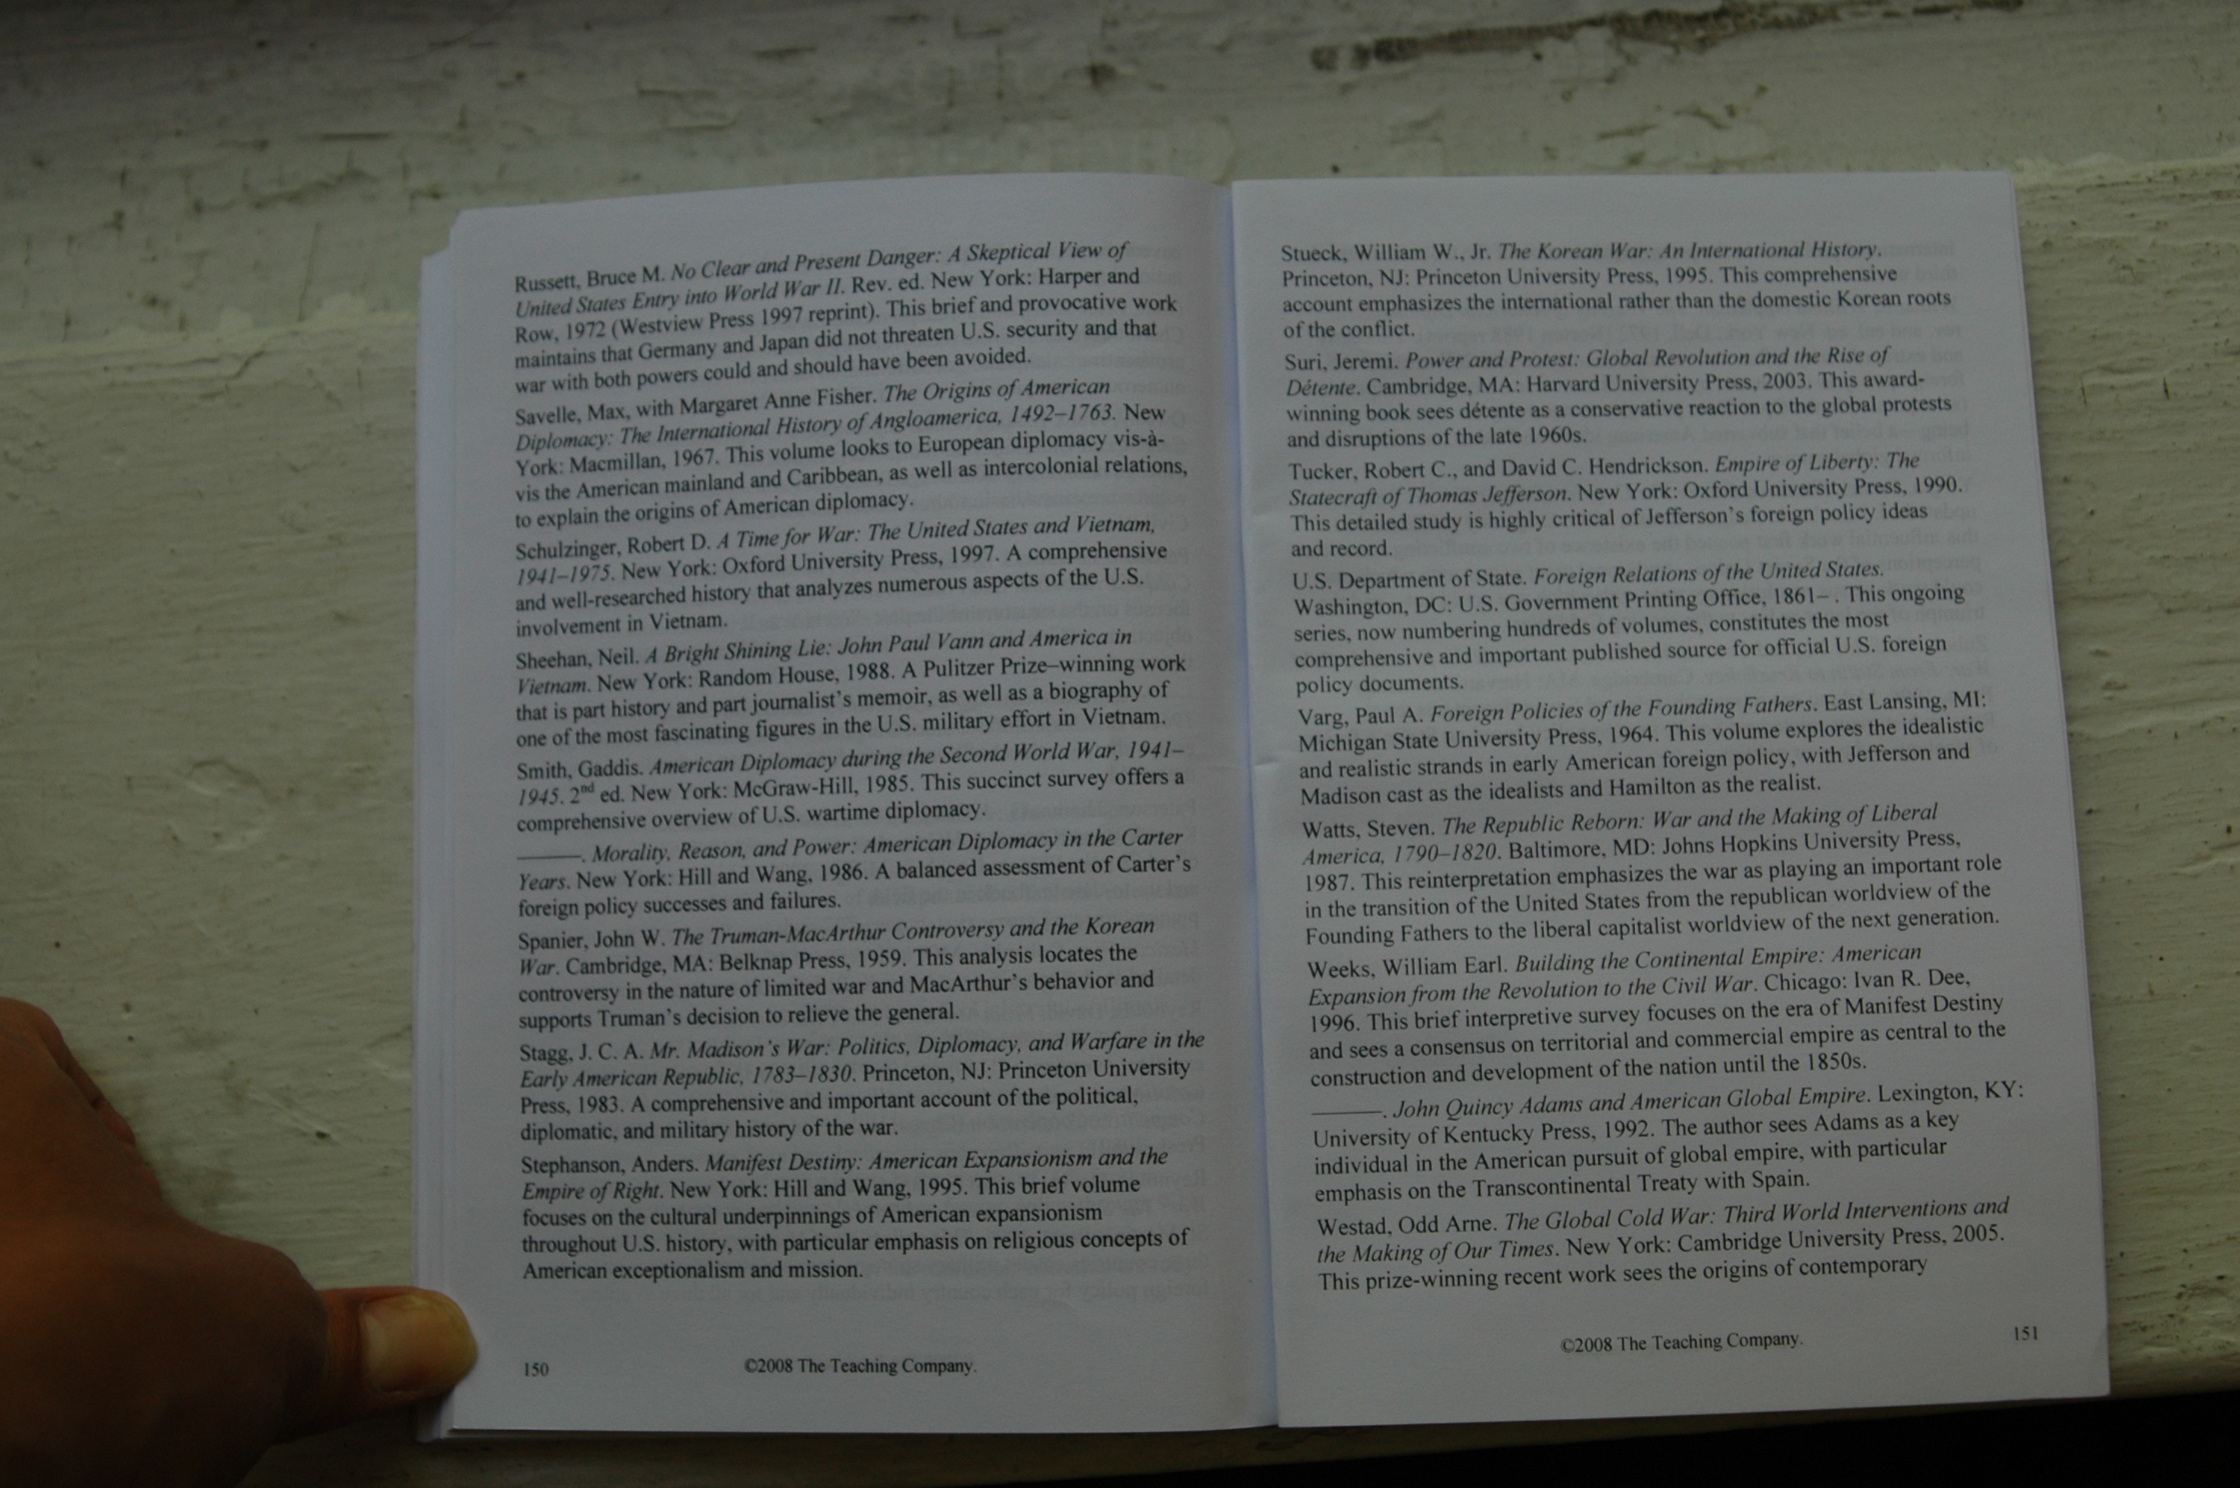 Russett, Bruce M. No Clear and Present Danger: A Skeptical View of
United States Entry into World War II. Rev. ed. New York: Harper and
Row, 1972 (Westview Press 1997 reprint). This brief and provocative work
maintains that Germany and Japan did not threaten U.S. security and that
war with both powers could and should have been avoided.
Savelle, Max, with Margaret Anne Fisher. The Origins of American
Diplomacy: The International History of Angloamerica, 1492–1763. New
York: Macmillan, 1967. This volume looks to European diplomacy vis-à-
vis the American mainland and Caribbean, as well as intercolonial relations,
to explain the origins of American diplomacy.
Schulzinger, Robert D. A Time for War: The United States and Vietnam,
1941–1975. New York: Oxford University Press, 1997. A comprehensive
and well-researched history that analyzes numerous aspects of the U.S.
involvement in Vietnam.
Sheehan, Neil. A Bright Shining Lie: John Paul Vann and America in
Vietnam. New York: Random House, 1988. A Pulitzer Prize–winning work
that is part history and part journalist's memoir, as well as a biography of
one of the most fascinating figures in the U.S. military effort in Vietnam.
Smith, Gaddis. American Diplomacy during the Second World War, 1941–
1945. 2nd ed. New York: McGraw-Hill, 1985. This succinct survey offers a
comprehensive overview of U.S. wartime diplomacy.
———. Morality, Reason, and Power: American Diplomacy in the Carter
Years. New York: Hill and Wang, 1986. A balanced assessment of Carter's
foreign policy successes and failures.
Spanier, John W. The Truman-MacArthur Controversy and the Korean
War. Cambridge, MA: Belknap Press, 1959. This analysis locates the
controversy in the nature of limited war and MacArthur's behavior and
supports Truman's decision to relieve the general.
Stagg, J. C. A. Mr. Madison's War: Politics, Diplomacy, and Warfare in the
Early American Republic, 1783–1830. Princeton, NJ: Princeton University
Press, 1983. A comprehensive and important account of the political,
diplomatic, and military history of the war.
Stephanson, Anders. Manifest Destiny: American Expansionism and the
Empire of Right. New York: Hill and Wang, 1995. This brief volume
focuses on the cultural underpinnings of American expansionism
throughout U.S. history, with particular emphasis on religious concepts of
American exceptionalism and mission.
150
©2008 The Teaching Company.
Stueck, William W., Jr. The Korean War: An International History.
Princeton, NJ: Princeton University Press, 1995. This comprehensive
account emphasizes the international rather than the domestic Korean roots
of the conflict.
Suri, Jeremi. Power and Protest: Global Revolution and the Rise of
Détente. Cambridge, MA: Harvard University Press, 2003. This award-
winning book sees détente as a conservative reaction to the global protests
and disruptions of the late 1960s.
Tucker, Robert C., and David C. Hendrickson. Empire of Liberty: The
Statecraft of Thomas Jefferson. New York: Oxford University Press, 1990.
This detailed study is highly critical of Jefferson's foreign policy ideas
and record.
U.S. Department of State. Foreign Relations of the United States.
Washington, DC: U.S. Government Printing Office, 1861– . This ongoing
series, now numbering hundreds of volumes, constitutes the most
comprehensive and important published source for official U.S. foreign
policy documents.
Varg, Paul A. Foreign Policies of the Founding Fathers. East Lansing, MI:
Michigan State University Press, 1964. This volume explores the idealistic
and realistic strands in early American foreign policy, with Jefferson and
Madison cast as the idealists and Hamilton as the realist.
Watts, Steven. The Republic Reborn: War and the Making of Liberal
America, 1790–1820. Baltimore, MD: Johns Hopkins University Press,
1987. This reinterpretation emphasizes the war as playing an important role
in the transition of the United States from the republican worldview of the
Founding Fathers to the liberal capitalist worldview of the next generation.
Weeks, William Earl. Building the Continental Empire: American
Expansion from the Revolution to the Civil War. Chicago: Ivan R. Dee,
1996. This brief interpretive survey focuses on the era of Manifest Destiny
and sees a consensus on territorial and commercial empire as central to the
construction and development of the nation until the 1850s.
———. John Quincy Adams and American Global Empire. Lexington, KY:
University of Kentucky Press, 1992. The author sees Adams as a key
individual in the American pursuit of global empire, with particular
emphasis on the Transcontinental Treaty with Spain.
Westad, Odd Arne. The Global Cold War: Third World Interventions and
the Making of Our Times. New York: Cambridge University Press, 2005.
This prize-winning recent work sees the origins of contemporary
©2008 The Teaching Company.
151